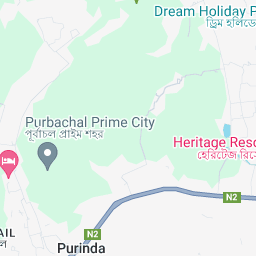 Dream Holiday P
ড্রিম হলিডে
Purbachal Prime City
পূর্বাচল প্রাইম শহর
Heritage Reso
হেরিটেজ রিসে
N2
N2
AIL
ল
Purinda